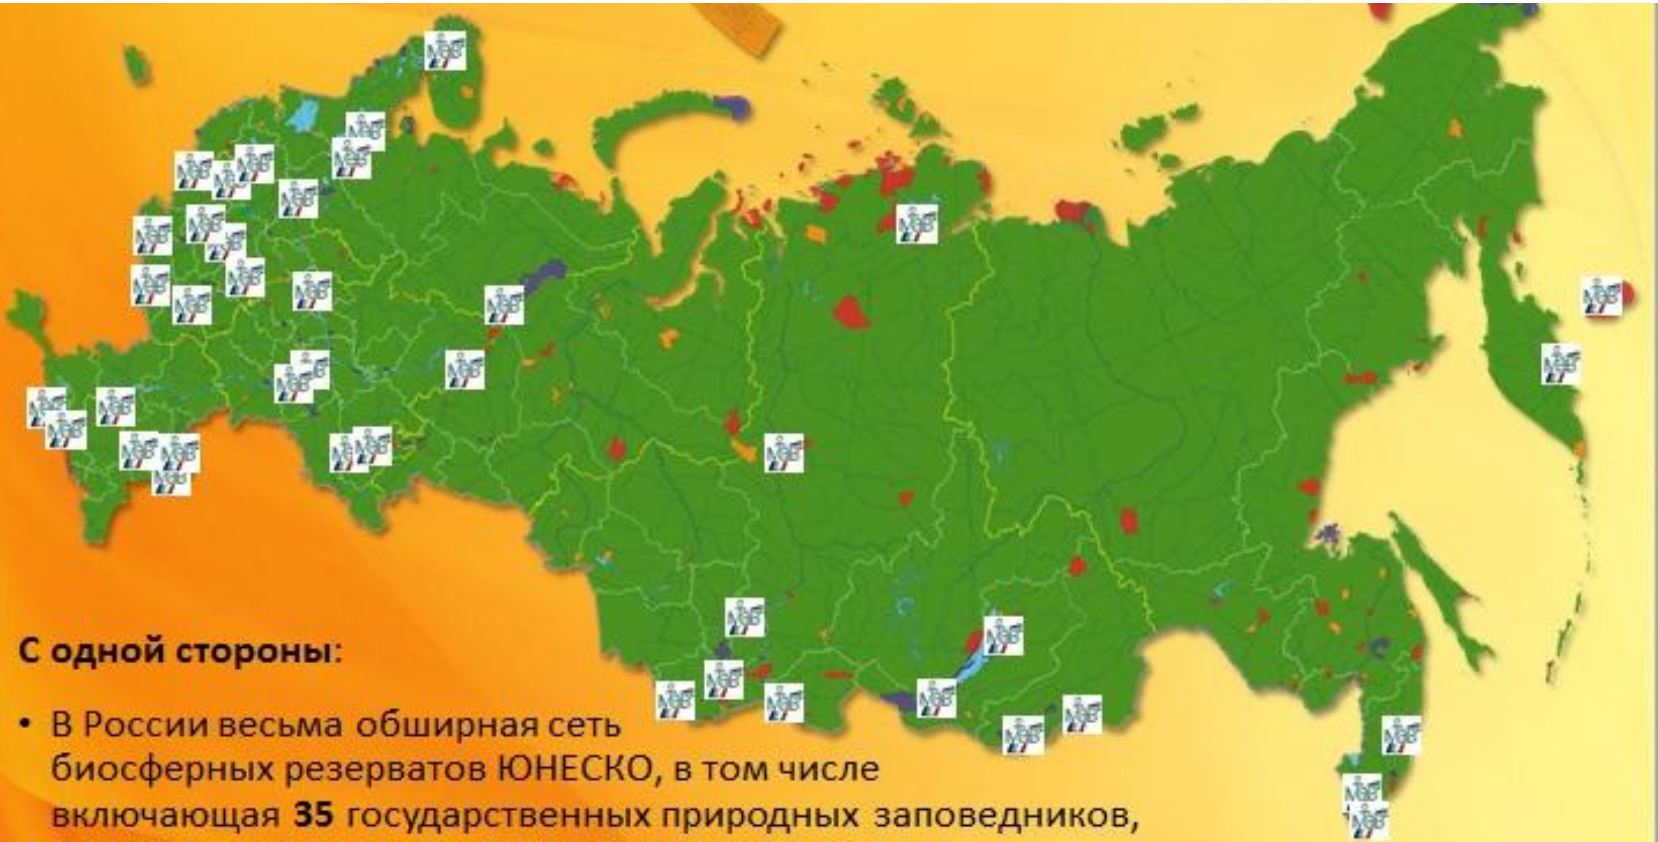 С одной стороны:
• В России весьма обширная сеть
биосферных резерватов ЮНЕСКО, в том числе
включающая 35 государственных природных заповедников,